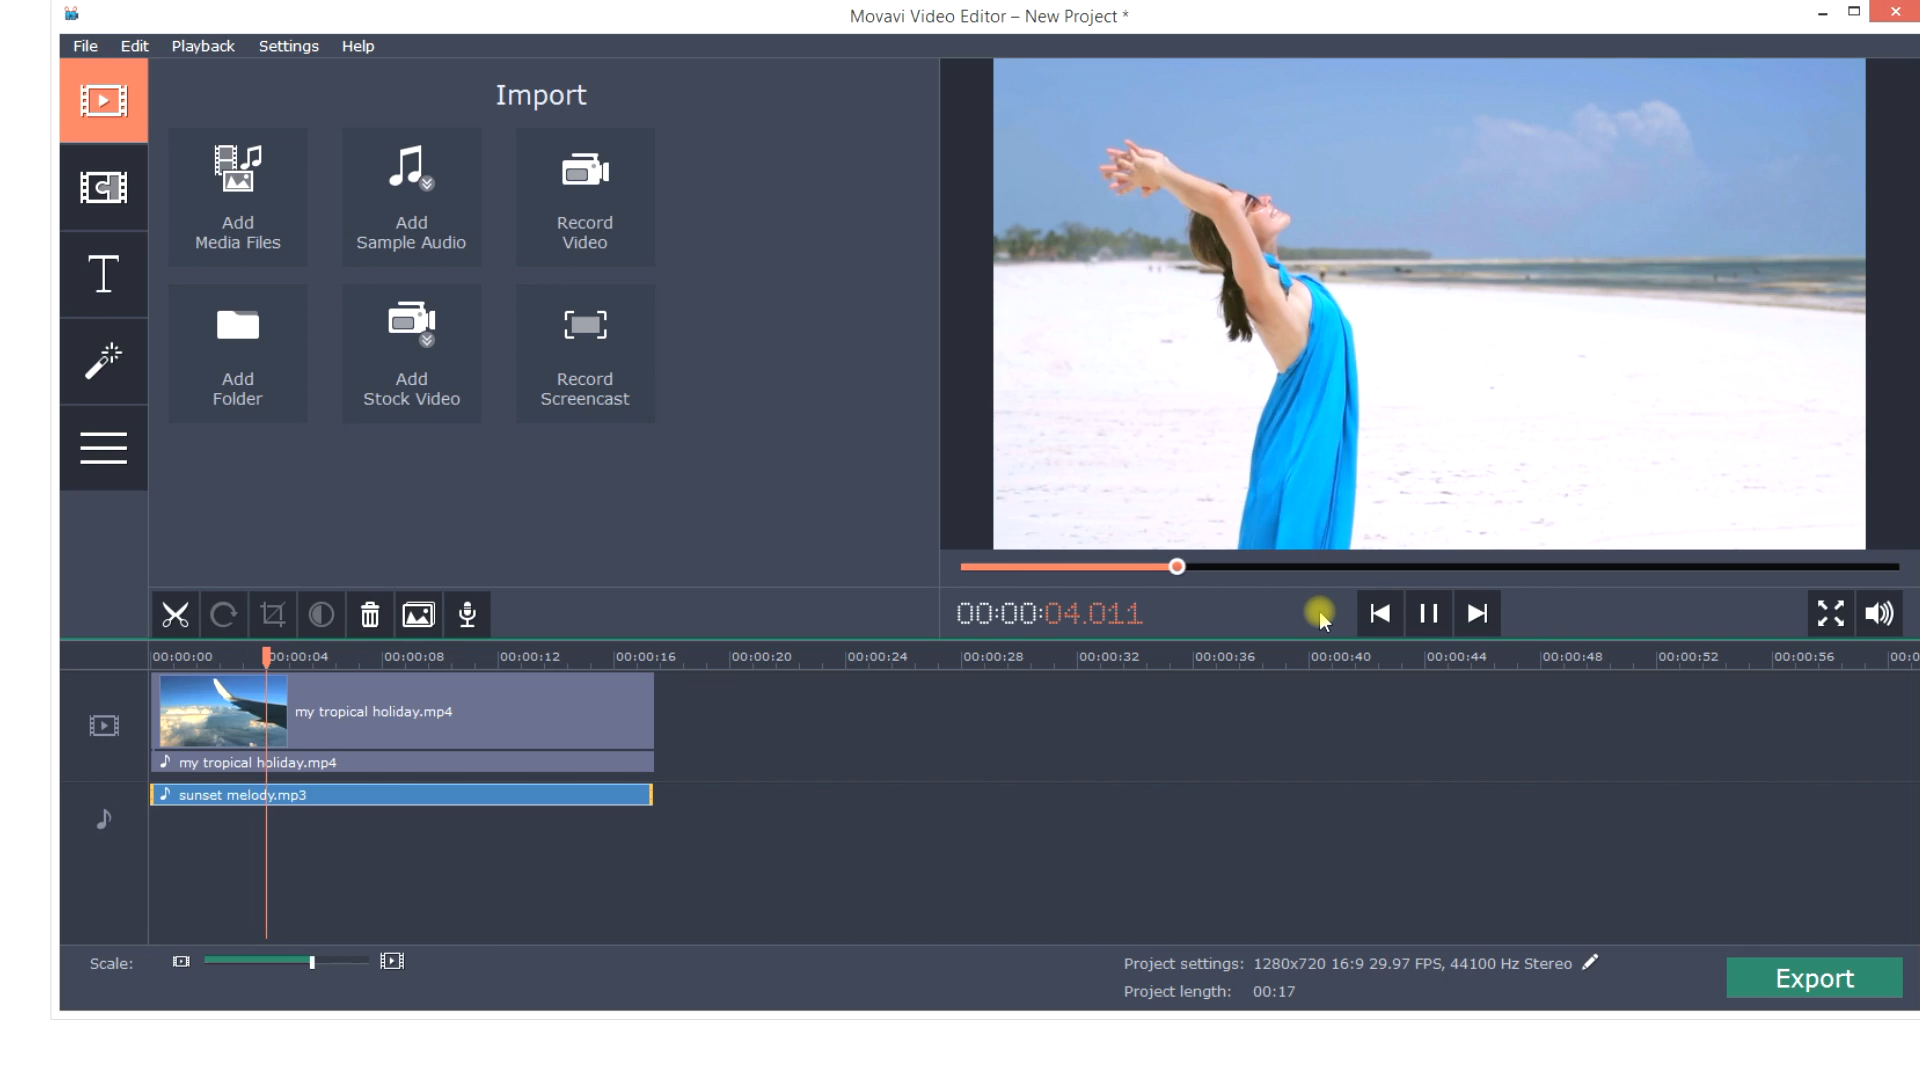 Movavi Video Editor – New Project *
File Edit Playback Settings Help
Import
Add
Media Files
Add
Sample Audio
Record
Video
Add
Folder
Add
Stock Video
Record
Screencast
00:00:04.011
00:00:00 00:00:04 00:00:08 00:00:12 00:00:16 00:00:20 00:00:24 00:00:28 00:00:32 00:00:36 00:00:40 00:00:44 00:00:48 00:00:52 00:00:56 00:0
my tropical holiday.mp4
my tropical holiday.mp4
sunset melody.mp3
Scale:
Project settings: 1280x720 16:9 29.97 FPS, 44100 Hz Stereo
Project length: 00:17
Export